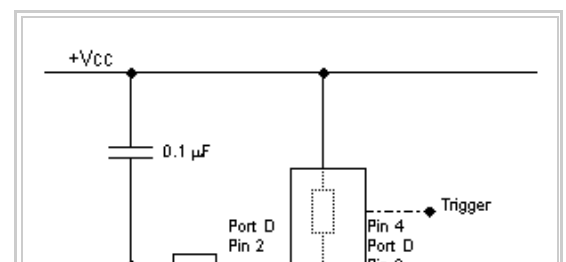 +Vcc
0.1 µF
Trigger
Port D
Pin 2
Pin 4
Port D